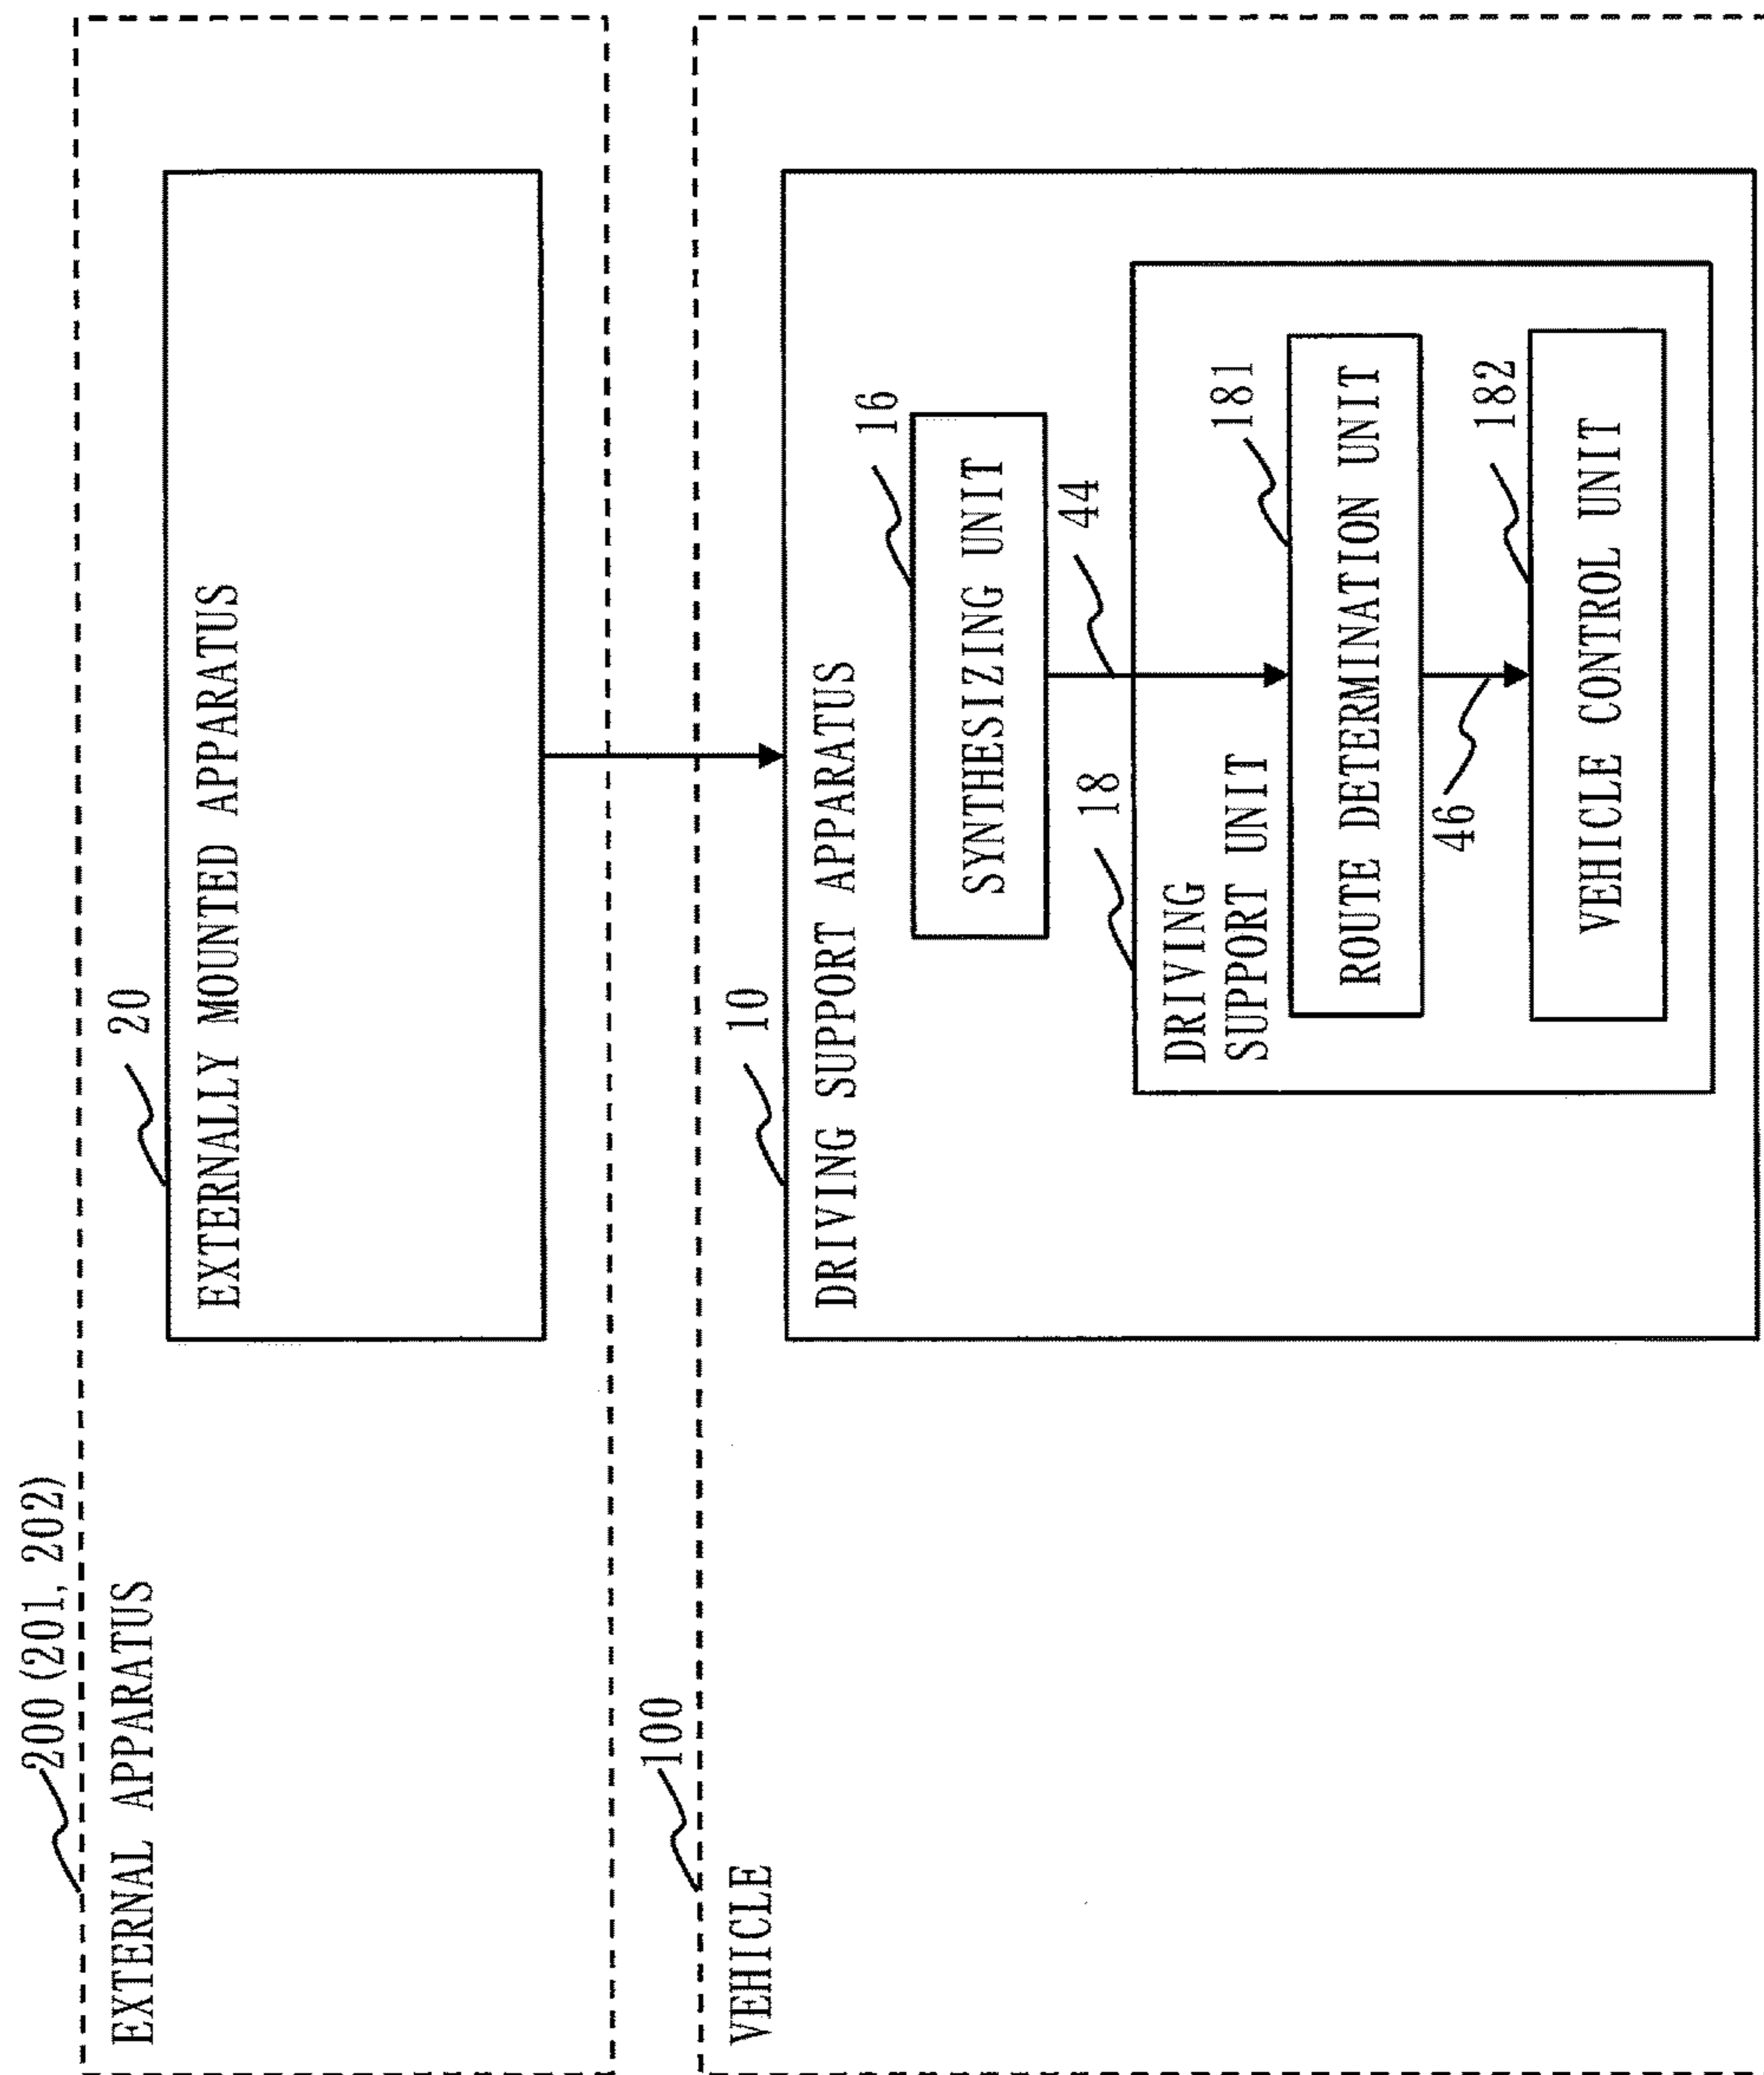 200(201, 202)
EXTERNAL APPARATUS
20
EXTERNALLY MOUNTED APPARATUS
100
VEHICLE
10
DRIVING SUPPORT APPARATUS
16
SYNTHESIZING UNIT
44
18
DRIVING
SUPPORT UNIT
181
ROUTE DETERMINATION UNIT
46
182
VEHICLE CONTROL UNIT